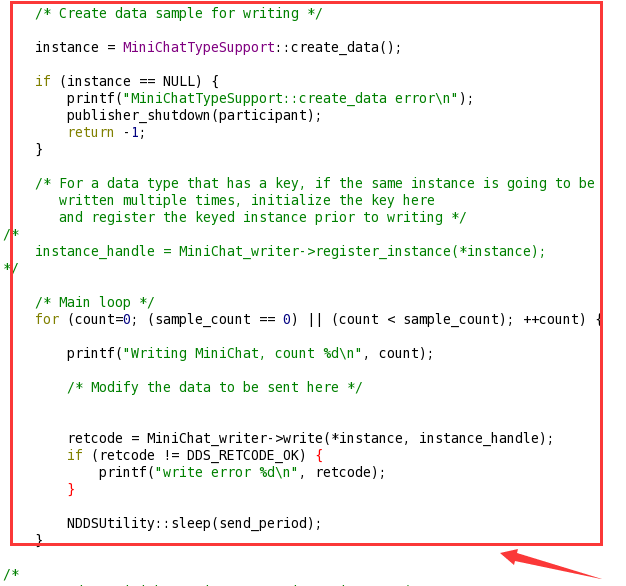 /* Create data sample for writing */
instance = MiniChatTypeSupport::create_data();
if (instance == NULL) {
printf("MiniChatTypeSupport::create_data error\n");
publisher_shutdown(participant);
return -1;
}
/* For a data type that has a key, if the same instance is going to be
written multiple times, initialize the key here
and register the keyed instance prior to writing */
/*
instance_handle = MiniChat_writer->register_instance(*instance);
*/
/* Main loop */
for (count=0; (sample_count == 0) || (count < sample_count); ++count) {
printf("Writing MiniChat, count %d\n", count);
/* Modify the data to be sent here */
retcode = MiniChat_writer->write(*instance, instance_handle);
if (retcode != DDS_RETCODE_OK) {
printf("write error %d\n", retcode);
}
NDDSUtility::sleep(send_period);
}
/*